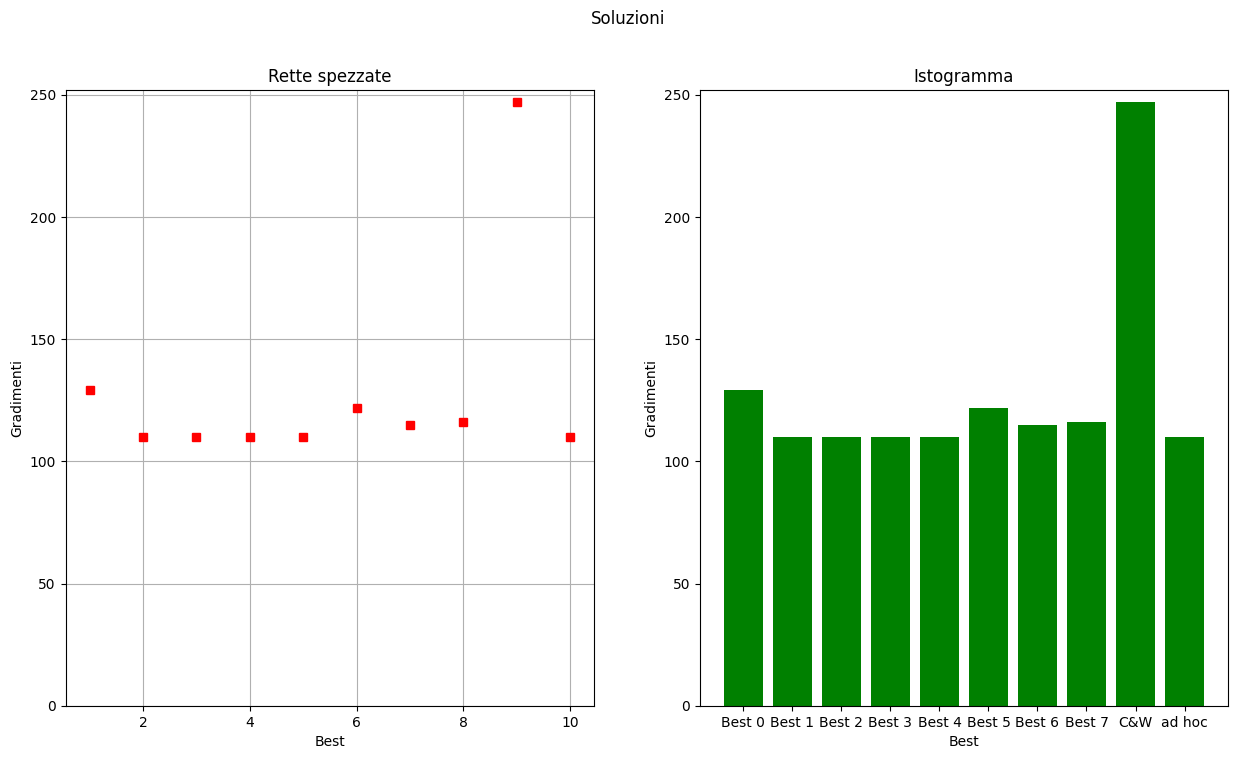 Soluzioni
Rette spezzate
250
200
150
100
50
0
Gradimenti
2 4 6 8 10
Best
Istogramma
250
200
150
100
50
0
Gradimenti
Best 0 Best 1 Best 2 Best 3 Best 4 Best 5 Best 6 Best 7 C&W ad hoc
Best